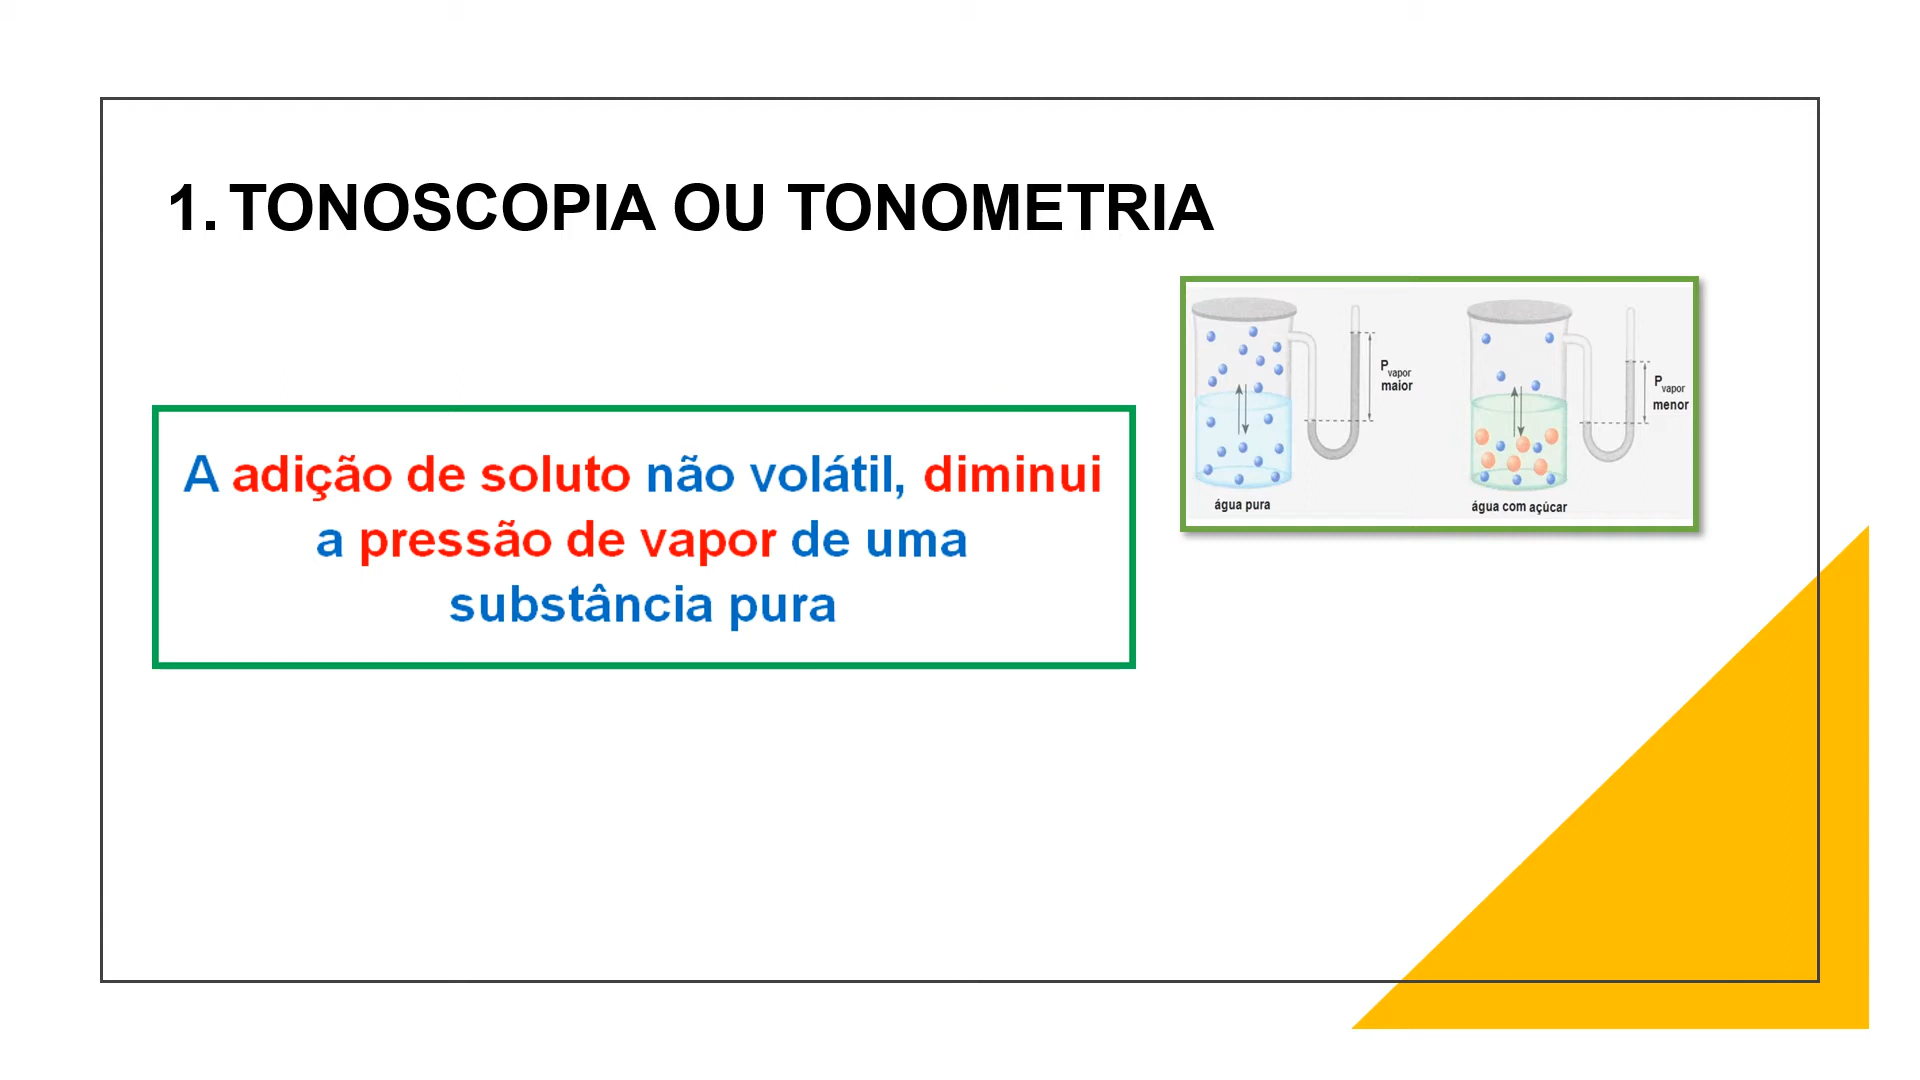 1. TONOSCOPIA OU TONOMETRIA
A adição de soluto não volátil, diminui
a pressão de vapor de uma
substância pura
P vapor
maior
água pura
P vapor
menor
água com açúcar